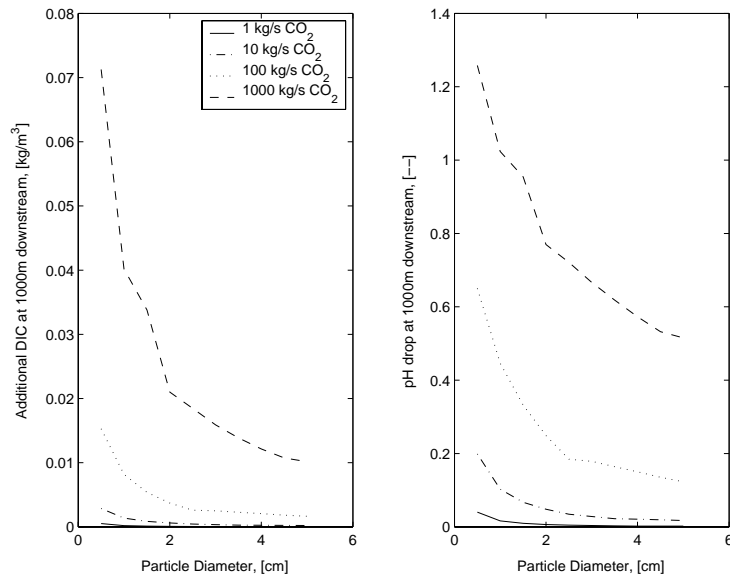 0.08
0.07
0.06
0.05
0.04
0.03
0.02
0.01
0
0 2 4 6
Particle Diameter, [cm]
Additional DIC at 1000m downstream, [kg/m³]
1 kg/s CO₂
10 kg/s CO₂
100 kg/s CO₂
1000 kg/s CO₂
1.4
1.2
1
0.8
0.6
0.4
0.2
0
0 2 4 6
Particle Diameter, [cm]
pH drop at 1000m downstream, [--]